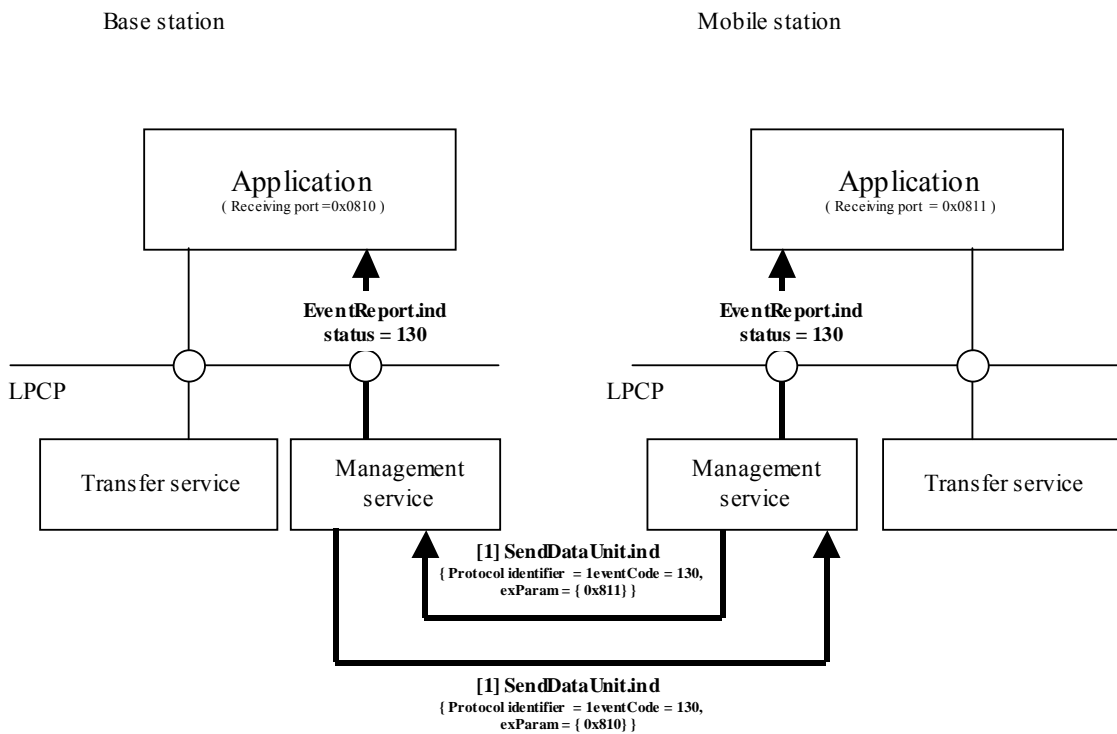 Base station
Mobile station
Application
( Receiving port =0x0810 )
Application
( Receiving port = 0x0811 )
EventReport.ind
status = 130
EventReport.ind
status = 130
LPCP
LPCP
Transfer service
Management
service
Management
service
Transfer service
[1] SendDataUnit.ind
{ Protocol identifier = 1eventCode = 130,
exParam = { 0x811} }
[1] SendDataUnit.ind
{ Protocol identifier = 1eventCode = 130,
exParam = { 0x810} }